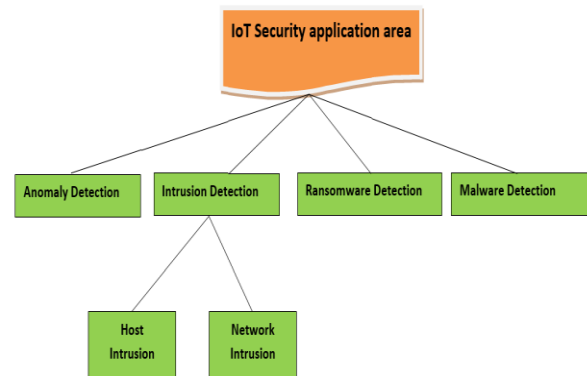 IoT Security application area
Anomaly Detection
Intrusion Detection
Ransomware Detection
Malware Detection
Host
Intrusion
Network
Intrusion